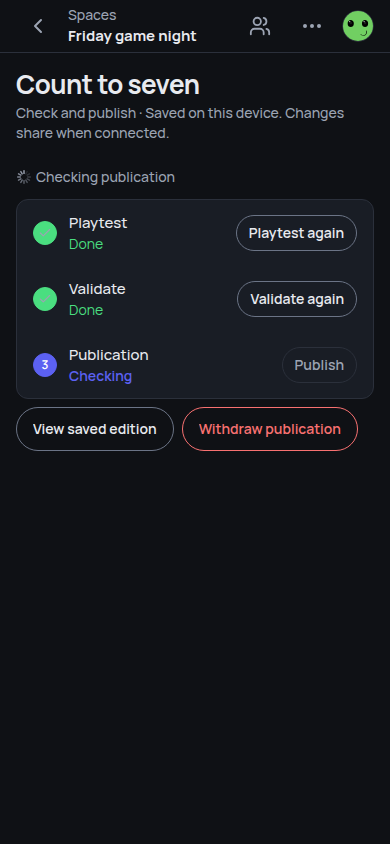 Spaces
Friday game night
Count to seven
Check and publish · Saved on this device. Changes
share when connected.
Checking publication
Playtest
Done
Playtest again
Validate
Done
Validate again
3
Publication
Checking
Publish
View saved edition
Withdraw publication